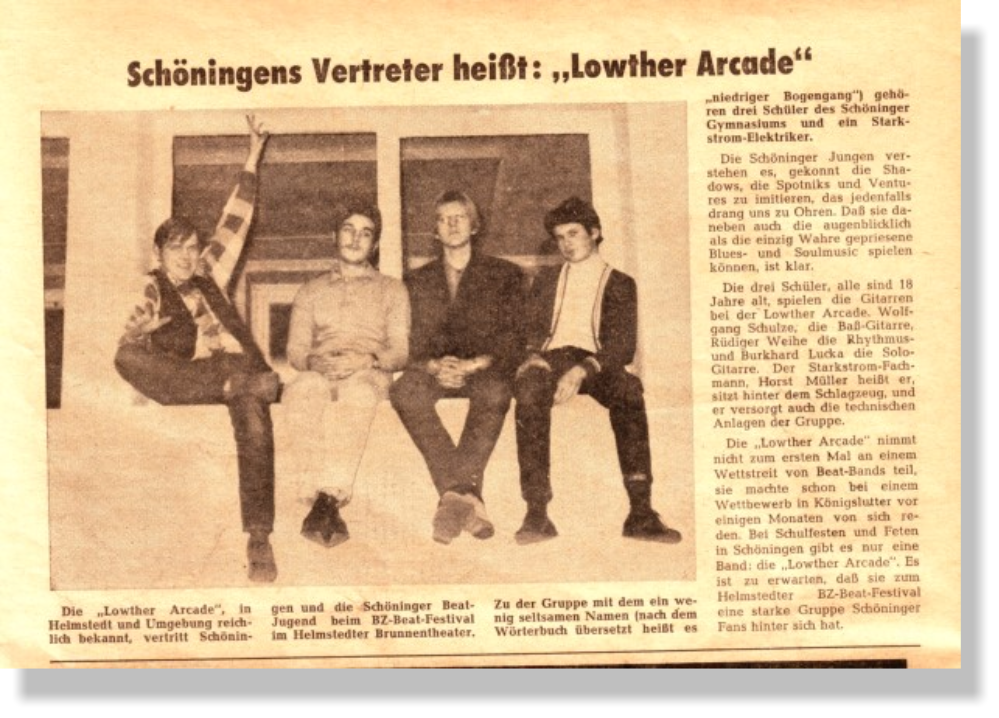 Schöningens Vertreter heißt: „Lowther Arcade“
Die „Lowther Arcade“, in
Helmstedt und Umgebung reich-
lich bekannt, vertritt Schönin-
gen und die Schöninger Beat-
Jugend beim BZ-Beat-Festival
im Helmstedter Brunnentheater.
Zu der Gruppe mit dem ein we-
nig seltsamen Namen (nach dem
Wörterbuch übersetzt heißt es
„niedriger Bogengang“) gehö-
ren drei Schüler des Schöninger
Gymnasiums und ein Stark-
strom-Elektriker.
Die Schöninger Jungen ver-
stehen es, gekonnt die Sha-
dows, die Spotniks und Ventu-
res zu imitieren, das jedenfalls
drang uns zu Ohren. Daß sie da-
neben auch die augenblicklich
als die einzig Wahre gepriesene
Blues- und Soulmusic spielen
können, ist klar.
Die drei Schüler, alle sind 18
Jahre alt, spielen die Gitarren
bei der Lowther Arcade. Wolf-
gang Schulze, die Baß-Gitarre,
Rüdiger Weihe die Rhythmus-
und Burkhard Lucka die Solo-
Gitarre. Der Starkstrom-Fach-
mann, Horst Müller heißt er,
sitzt hinter dem Schlagzeug, und
er versorgt auch die technischen
Anlagen der Gruppe.
Die „Lowther Arcade“ nimmt
nicht zum ersten Mal an einem
Wettstreit von Beat-Bands teil,
sie machte schon bei einem
Wettbewerb in Königslutter vor
einigen Monaten von sich re-
den. Bei Schulfesten und Feten
in Schöningen gibt es nur eine
Band: die „Lowther Arcade“. Es
ist zu erwarten, daß sie zum
Helmstedter BZ-Beat-Festival
eine starke Gruppe Schöninger
Fans hinter sich hat.